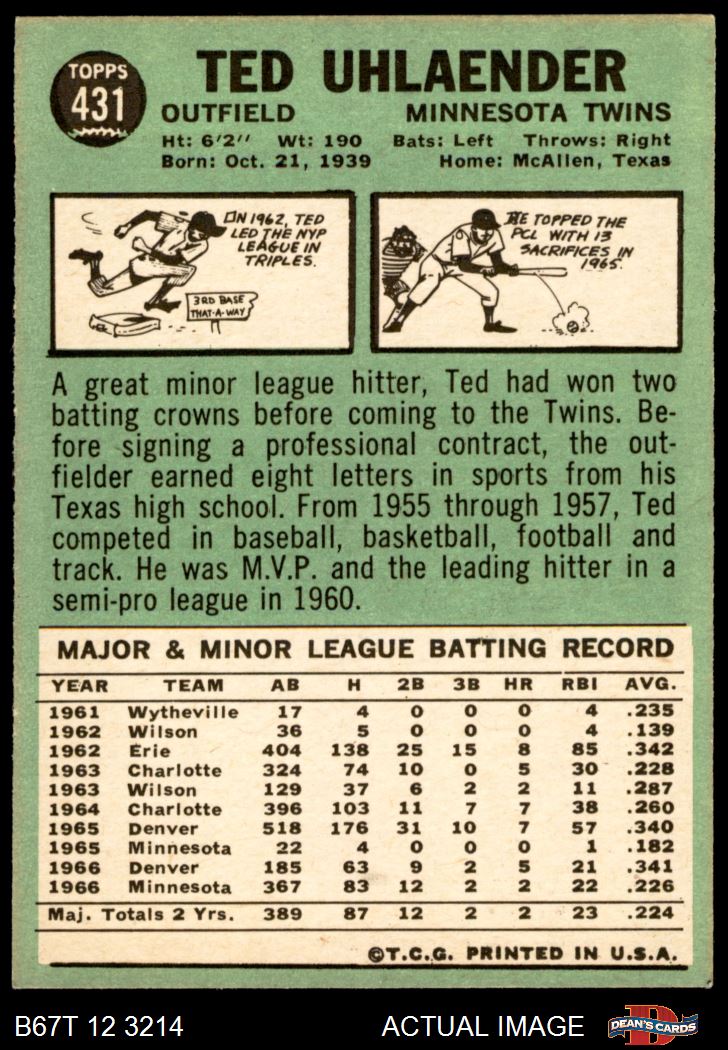 TOPPS
431
TED UHLAENDER
OUTFIELD MINNESOTA TWINS
Ht: 6'2" Wt: 190 Bats: Left Throws: Right
Born: Oct. 21, 1939 Home: McAllen, Texas
ON 1962, TED
LED THE NYP
LEAGUE IN
TRIPLES.
3RD BASE
THAT-A-WAY
HE TOPPED THE
PCL WITH 13
SACRIFICES IN
1965.
A great minor league hitter, Ted had won two
batting crowns before coming to the Twins. Be-
fore signing a professional contract, the out-
fielder earned eight letters in sports from his
Texas high school. From 1955 through 1957, Ted
competed in baseball, basketball, football and
track. He was M.V.P. and the leading hitter in a
semi-pro league in 1960.
MAJOR & MINOR LEAGUE BATTING RECORD
YEAR TEAM AB H 2B 3B HR RBI AVG.
1961 Wytheville 17 4 0 0 0 4 .235
1962 Wilson 36 5 0 0 0 4 .139
1962 Erie 404 138 25 15 8 85 .342
1963 Charlotte 324 74 10 0 5 30 .228
1963 Wilson 129 37 6 2 2 11 .287
1964 Charlotte 396 103 11 7 7 38 .260
1965 Denver 518 176 31 10 7 57 .340
1965 Minnesota 22 4 0 0 0 1 .182
1966 Denver 185 63 9 2 5 21 .341
1966 Minnesota 367 83 12 2 2 22 .226
Maj. Totals 2 Yrs. 389 87 12 2 2 23 .224
©T.C.G. PRINTED IN U.S.A.
B67T 12 3214 ACTUAL IMAGE
D
DEAN'S CARDS